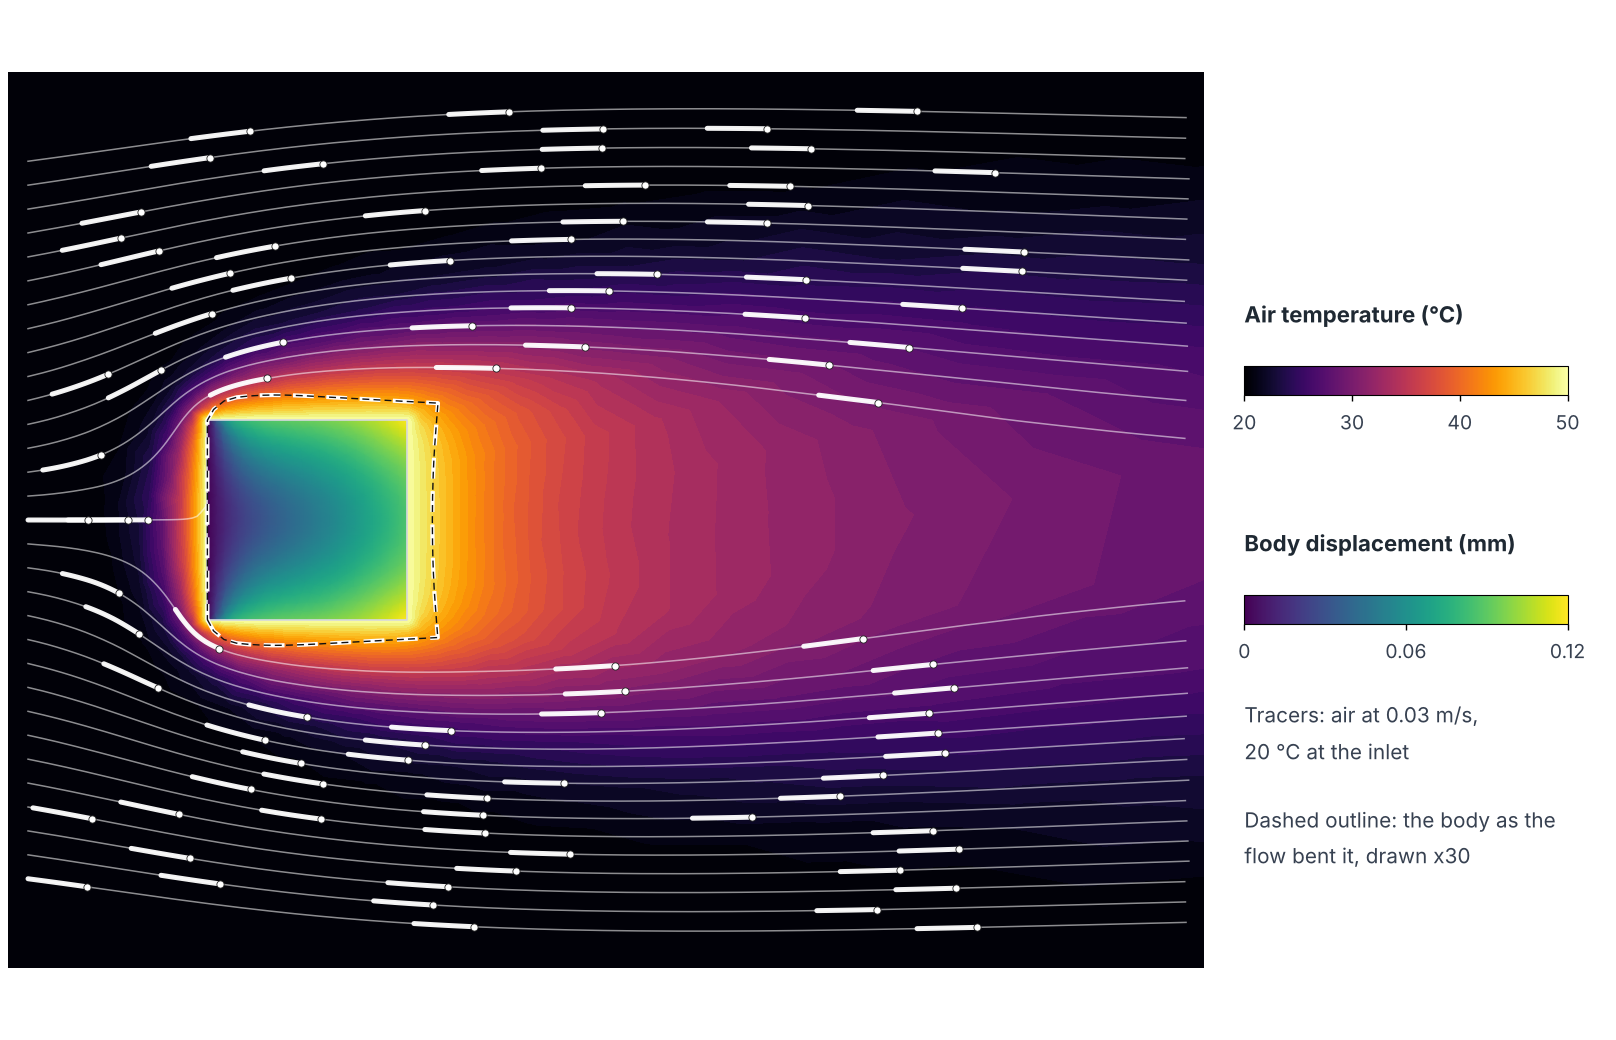 Air temperature (°C)
20 30 40 50
Body displacement (mm)
0 0.06 0.12
Tracers: air at 0.03 m/s,
20 °C at the inlet
Dashed outline: the body as the
flow bent it, drawn x30